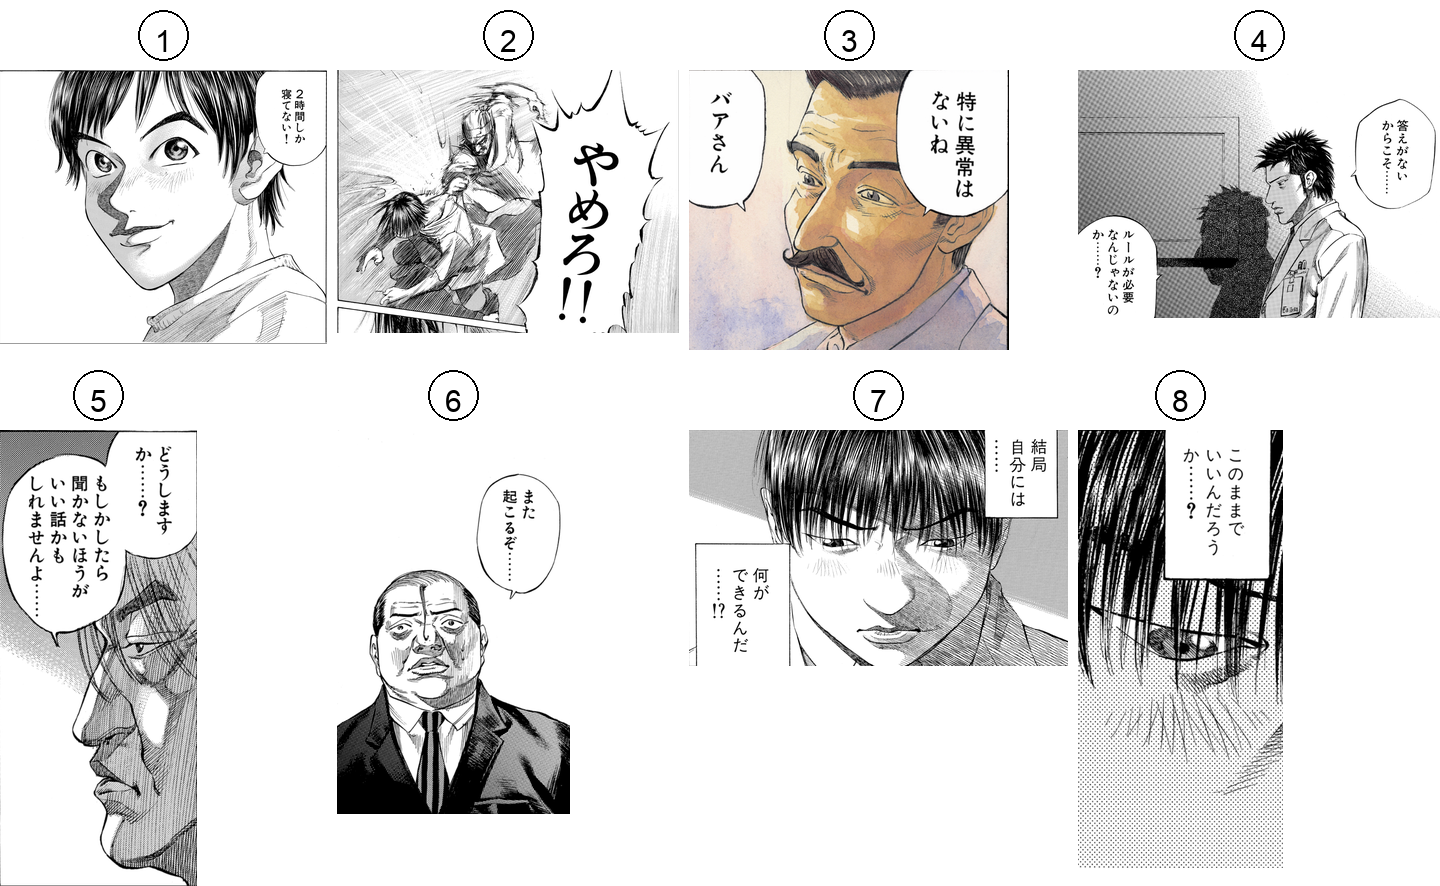 1
2時間しか
寝てない！
2
やめろ!!
3
特に異常は
ないね
バアさん
4
答えがない
からこそ……
ルールが必要
なんじゃないの
か……？
5
どうします
か……？
もしかしたら
聞かないほうが
いい話かも
しれませんよ……
6
また
起こるぞ……
7
結局
自分には
……
何が
できるんだ
……!?
8
このままで
いいんだろう
か……？